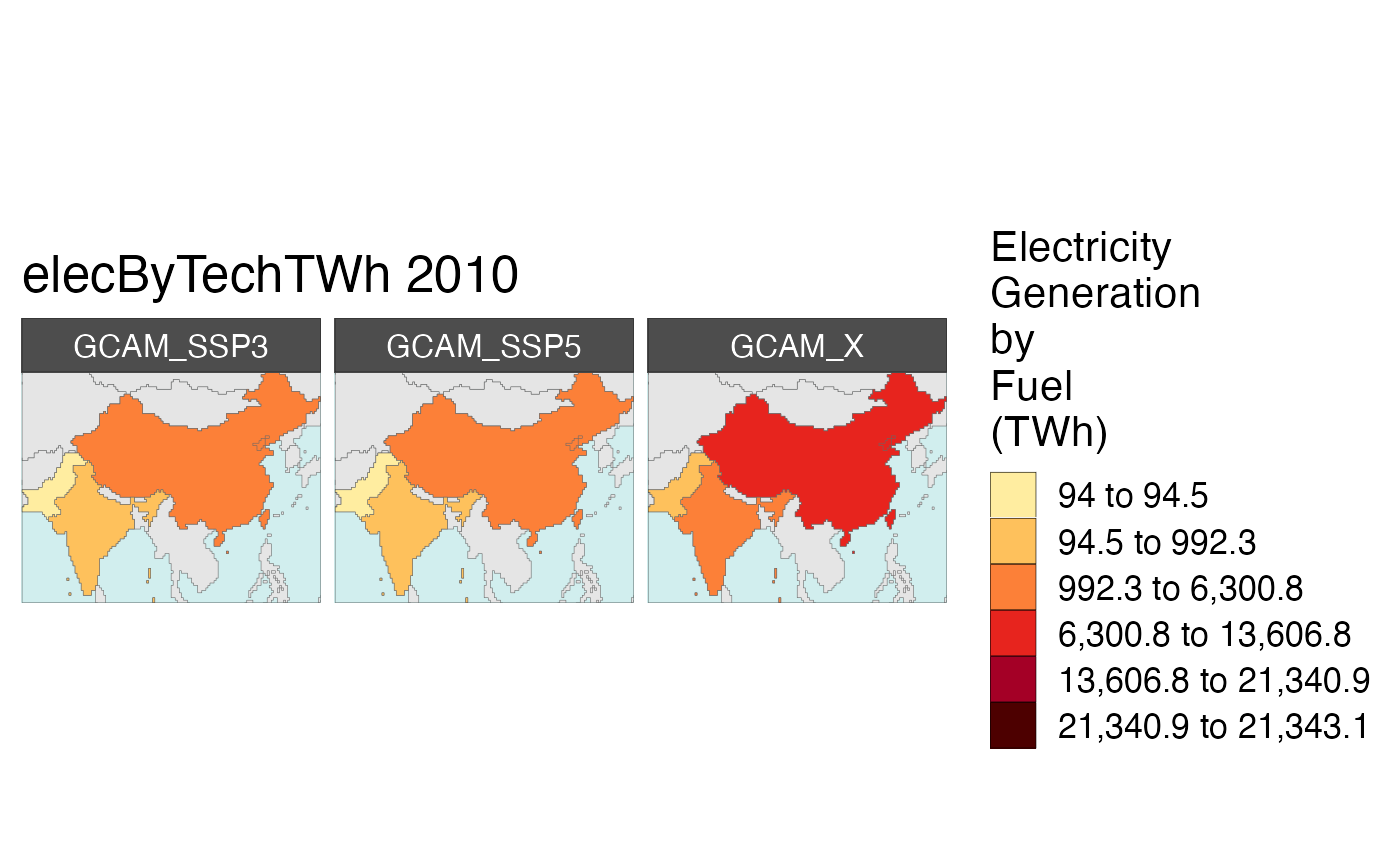 elecByTechTWh 2010
GCAM_SSP3
GCAM_SSP5
GCAM_X
Electricity
Generation
by
Fuel
(TWh)
94 to 94.5
94.5 to 992.3
992.3 to 6,300.8
6,300.8 to 13,606.8
13,606.8 to 21,340.9
21,340.9 to 21,343.1